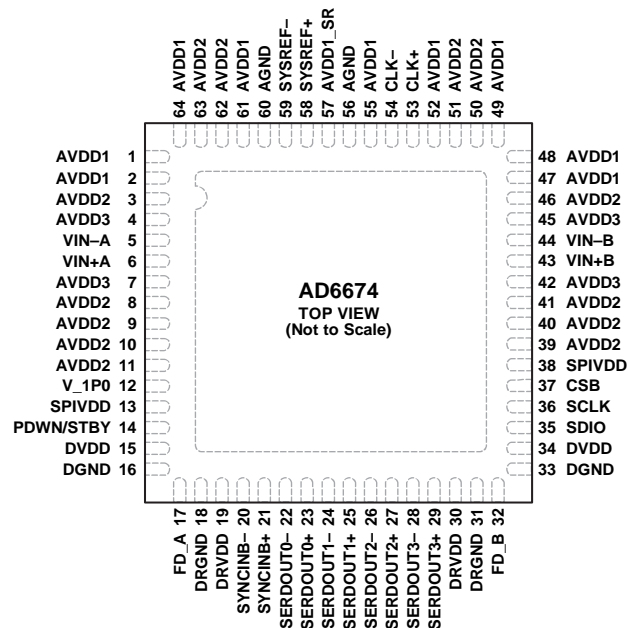 64 AVDD1
63 AVDD2
62 AVDD2
61 AVDD1
60 AGND
59 SYSREF–
58 SYSREF+
57 AVDD1_SR
56 AGND
55 AVDD1
54 CLK–
53 CLK+
52 AVDD1
51 AVDD2
50 AVDD2
49 AVDD1
AVDD1 1
AVDD1 2
AVDD2 3
AVDD3 4
VIN–A 5
VIN+A 6
AVDD3 7
AVDD2 8
AVDD2 9
AVDD2 10
AVDD2 11
V_1P0 12
SPIVDD 13
PDWN/STBY 14
DVDD 15
DGND 16
AD6674
TOP VIEW
(Not to Scale)
48 AVDD1
47 AVDD1
46 AVDD2
45 AVDD3
44 VIN–B
43 VIN+B
42 AVDD3
41 AVDD2
40 AVDD2
39 AVDD2
38 SPIVDD
37 CSB
36 SCLK
35 SDIO
34 DVDD
33 DGND
FD_A 17
DRGND 18
DRVDD 19
SYNCINB– 20
SYNCINB+ 21
SERDOUT0– 22
SERDOUT0+ 23
SERDOUT1– 24
SERDOUT1+ 25
SERDOUT2– 26
SERDOUT2+ 27
SERDOUT3– 28
SERDOUT3+ 29
DRVDD 30
DRGND 31
FD_B 32